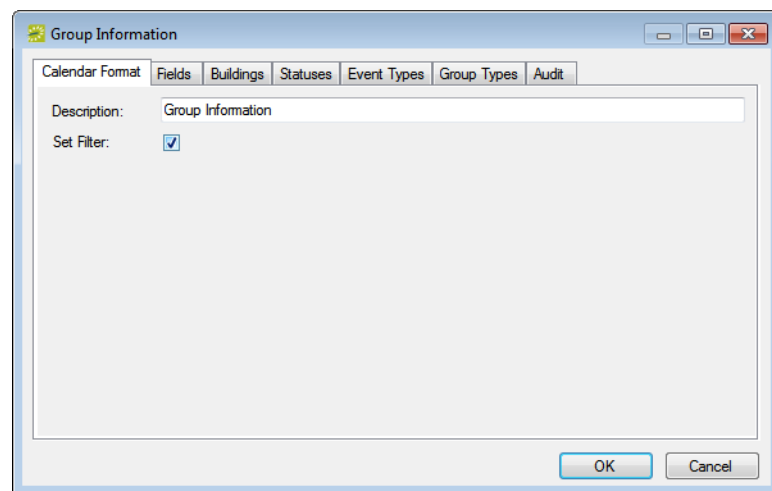 Group Information
Calendar Format Fields Buildings Statuses Event Types Group Types Audit
Description: Group Information
Set Filter:
OK Cancel